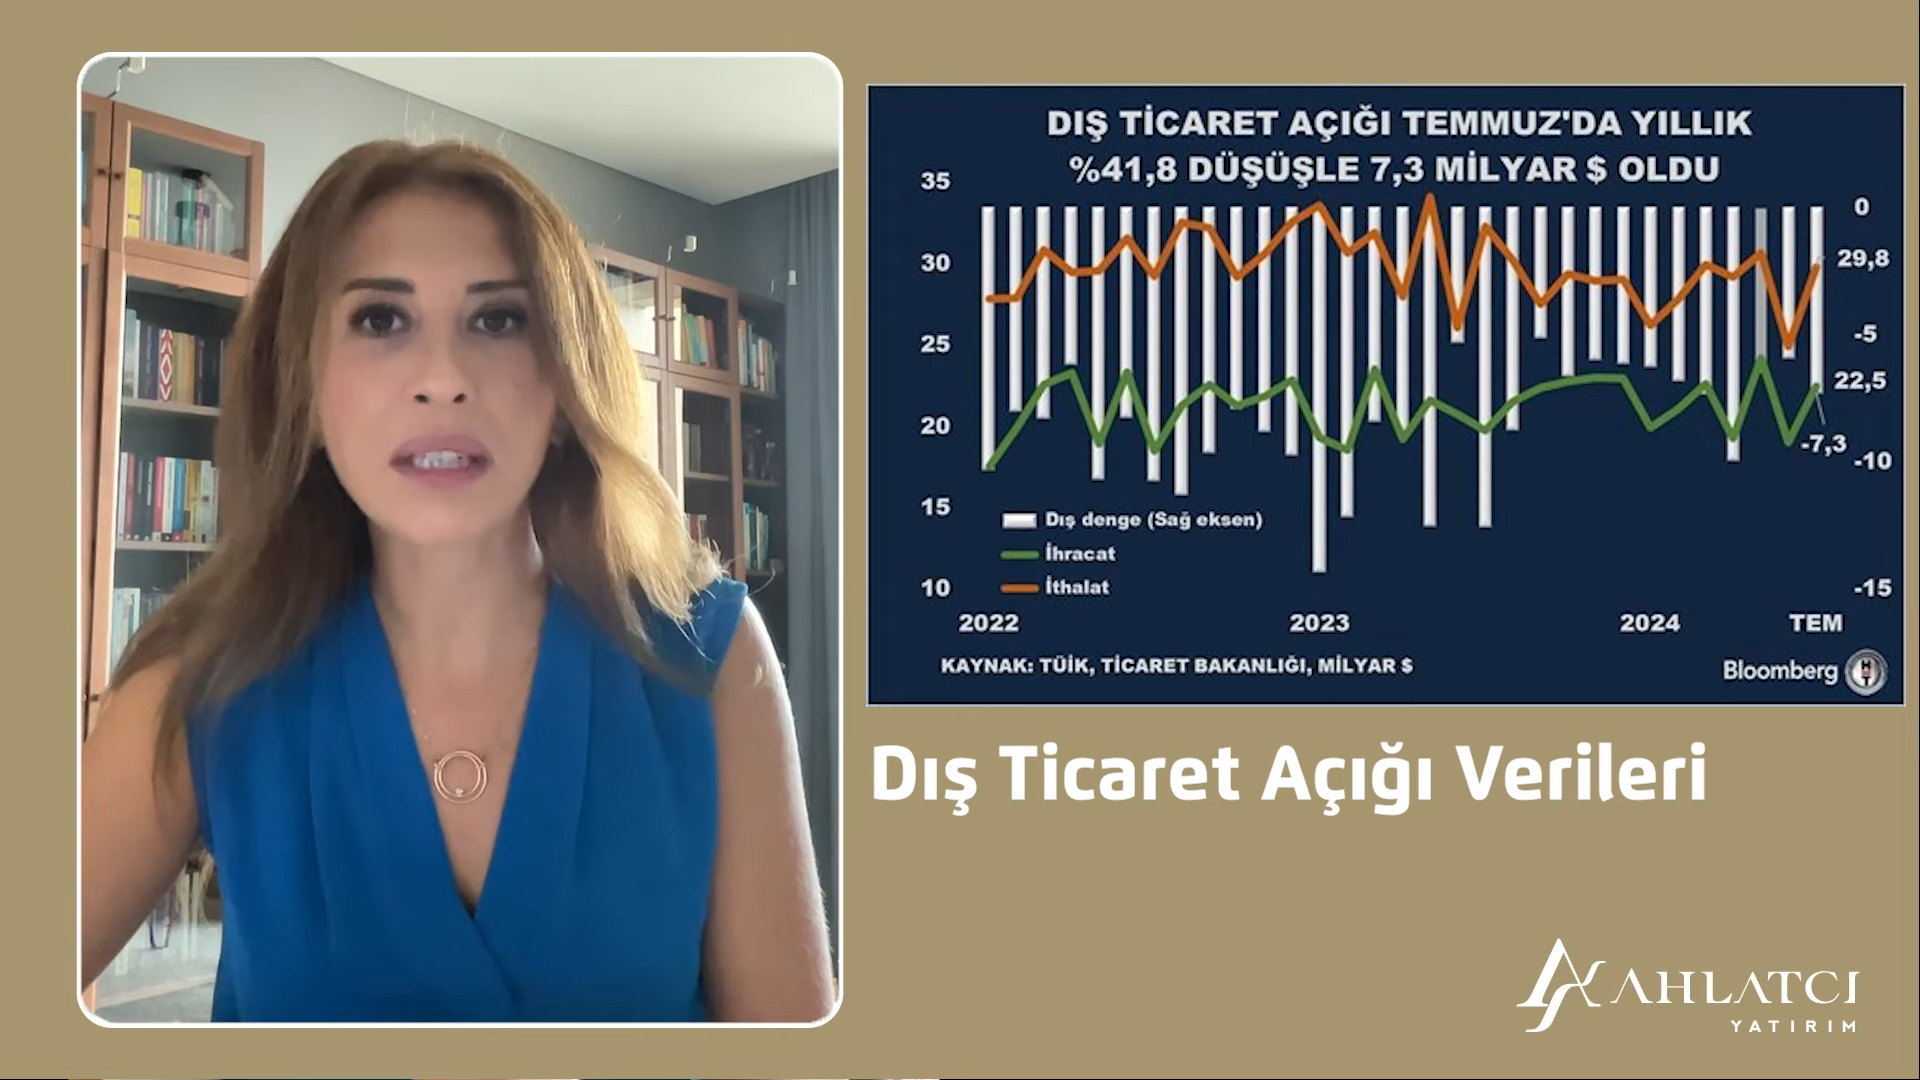 DIŞ TİCARET AÇIĞI TEMMUZ'DA YILLIK
%41,8 DÜŞÜŞLE 7,3 MİLYAR $ OLDU
35
30
25
20
15
10
0
29,8
-5
22,5
-7,3
-10
-15
Dış denge (Sağ eksen)
İhracat
İthalat
2022
2023
2024
TEM
KAYNAK: TÜİK, TİCARET BAKANLIĞI, MİLYAR $
Bloomberg HT
Dış Ticaret Açığı Verileri
AHLATCI
YATIRIM